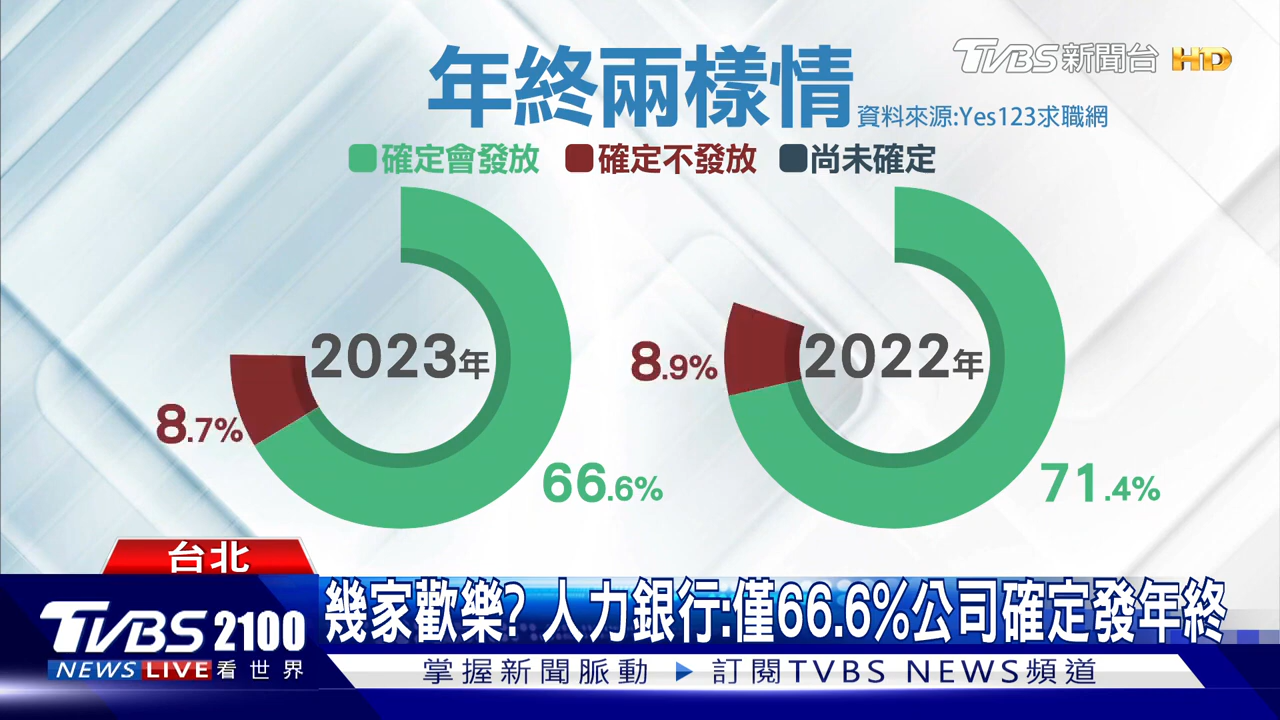 TVBS新聞台 HD
年終兩樣情
資料來源:Yes123求職網
確定會發放 確定不發放 尚未確定
2023年
8.7%
66.6%
2022年
8.9%
71.4%
台北
幾家歡樂? 人力銀行:僅66.6%公司確定發年終
TVBS 2100
NEWS LIVE 看世界
掌握新聞脈動 ▶ 訂閱TVBS NEWS頻道